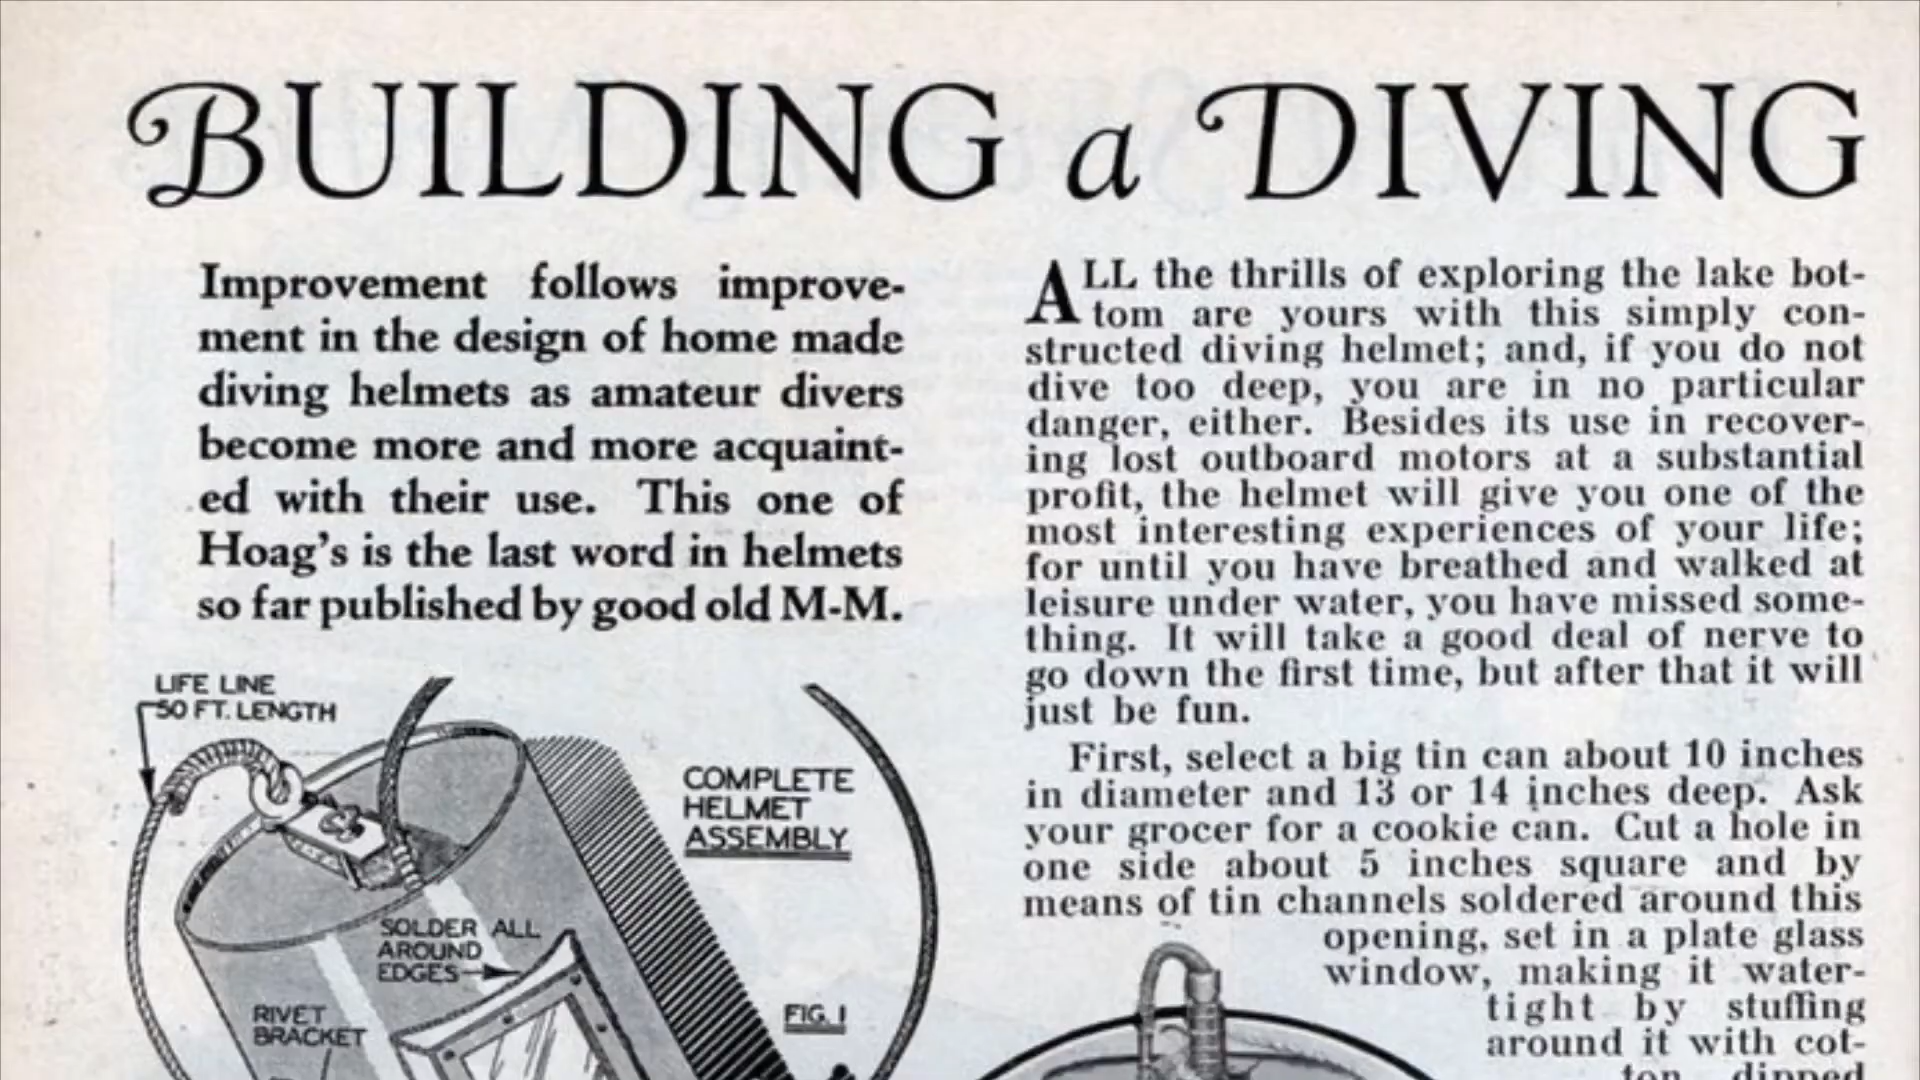 BUILDING a DIVING
Improvement follows improve-
ment in the design of home made
diving helmets as amateur divers
become more and more acquaint-
ed with their use. This one of
Hoag's is the last word in helmets
so far published by good old M-M.
LIFE LINE
50 FT. LENGTH
COMPLETE
HELMET
ASSEMBLY
SOLDER ALL
AROUND
EDGES
RIVET
BRACKET
FIG. 1
ALL the thrills of exploring the lake bot-
tom are yours with this simply con-
structed diving helmet; and, if you do not
dive too deep, you are in no particular
danger, either. Besides its use in recover-
ing lost outboard motors at a substantial
profit, the helmet will give you one of the
most interesting experiences of your life;
for until you have breathed and walked at
leisure under water, you have missed some-
thing. It will take a good deal of nerve to
go down the first time, but after that it will
just be fun.
First, select a big tin can about 10 inches
in diameter and 13 or 14 inches deep. Ask
your grocer for a cookie can. Cut a hole in
one side about 5 inches square and by
means of tin channels soldered around this
opening, set in a plate glass
window, making it water-
tight by stuffing
around it with cot-
ton dipped